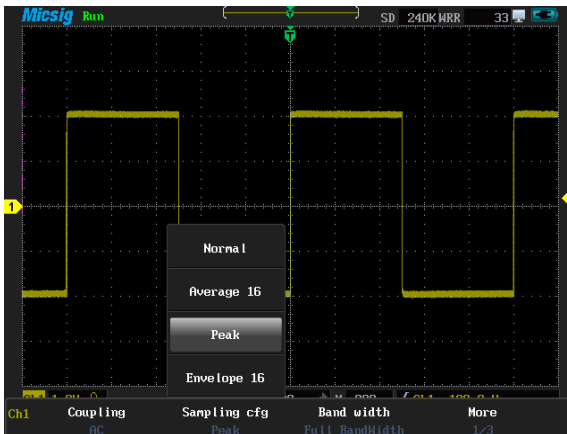 Micsig Run SD 240K WRR 33
T
1
Normal
Average 16
Peak
Envelope 16
Ch1 Coupling Sampling cfg Band width More
AC Peak Full BandWidth 1/3